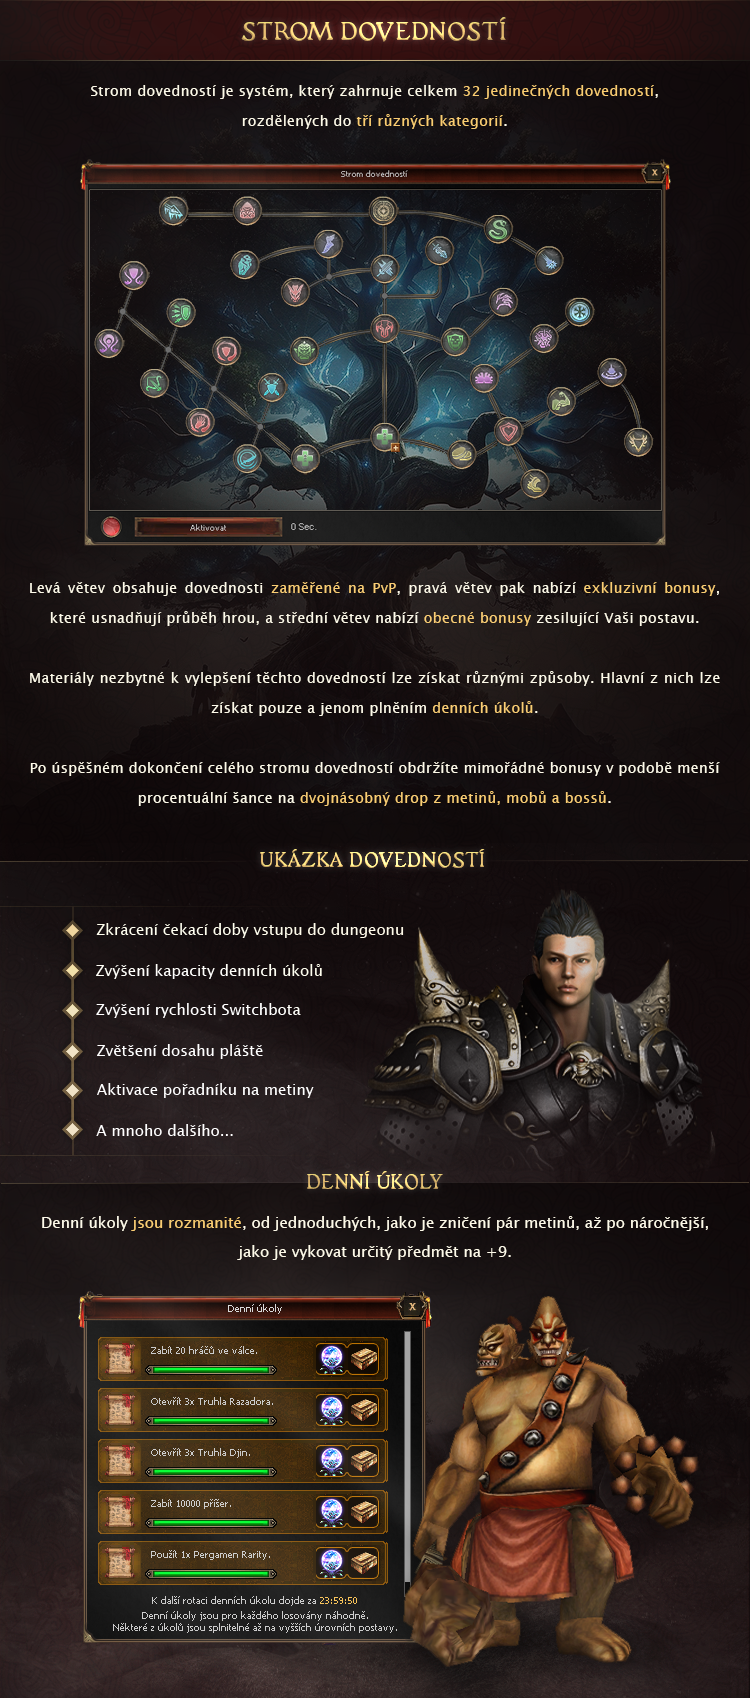 STROM DOVEDNOSTÍ
Strom dovedností je systém, který zahrnuje celkem 32 jedinečných dovedností,
rozdělených do tří různých kategorií.
Strom dovedností
X
Aktivovat
0 Sec.
Levá větev obsahuje dovednosti zaměřené na PvP, pravá větev pak nabízí exkluzivní bonusy,
které usnadňují průběh hrou, a střední větev nabízí obecné bonusy zesilující Vaši postavu.
Materiály nezbytné k vylepšení těchto dovedností lze získat různými způsoby. Hlavní z nich lze
získat pouze a jenom plněním denních úkolů.
Po úspěšném dokončení celého stromu dovedností obdržíte mimořádné bonusy v podobě menší
procentuální šance na dvojnásobný drop z metinů, mobů a bossů.
UKÁZKA DOVEDNOSTÍ
Zkrácení čekací doby vstupu do dungeonu
Zvýšení kapacity denních úkolů
Zvýšení rychlosti Switchbota
Zvětšení dosahu pláště
Aktivace pořadníku na metiny
A mnoho dalšího...
DENNÍ ÚKOLY
Denní úkoly jsou rozmanité, od jednoduchých, jako je zničení pár metinů, až po náročnější,
jako je vykovat určitý předmět na +9.
Denní úkoly
X
Zabít 20 hráčů ve válce.
Otevřít 3x Truhla Razadora.
Otevřít 3x Truhla Djin.
Zabít 10000 příšer.
Použít 1x Pergamen Rarity.
K další rotaci denních úkolu dojde za 23:59:50
Denní úkoly jsou pro každého losovány náhodně.
Některé z úkolů jsou splnitelné až na vyšších úrovních postavy.